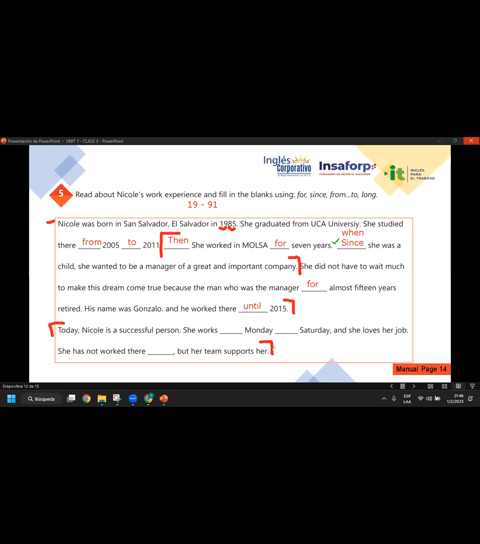 Presentación de PowerPoint - UNIT 1 - CLASS 3 - PowerPoint
Inglés
Corporativo
Insaforp
it
INGLÉS
PARA
EL TRABAJO
5 Read about Nicole's work experience and fill in the blanks using: for, since, from...to, long.
19 - 91
Nicole was born in San Salvador, El Salvador in 1985. She graduated from UCA Universiy. She studied
when
there from 2005 to 2011 Then She worked in MOLSA for seven years. Since she was a
child, she wanted to be a manager of a great and important company. She did not have to wait much
to make this dream come true because the man who was the manager for almost fifteen years
retired. His name was Gonzalo. and he worked there until 2015.
Today, Nicole is a successful person. She works ______ Monday ______ Saturday, and she loves her job.
She has not worked there _______, but her team supports her.
Manual Page 14
Diapositiva 12 de 15
Búsqueda
ESP
LAA
21:46
1/2/2023